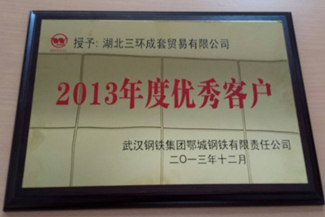 授予：湖北三环成套贸易有限公司
2013年度优秀客户
武汉钢铁集团鄂城钢铁有限责任公司
二〇一三年十二月